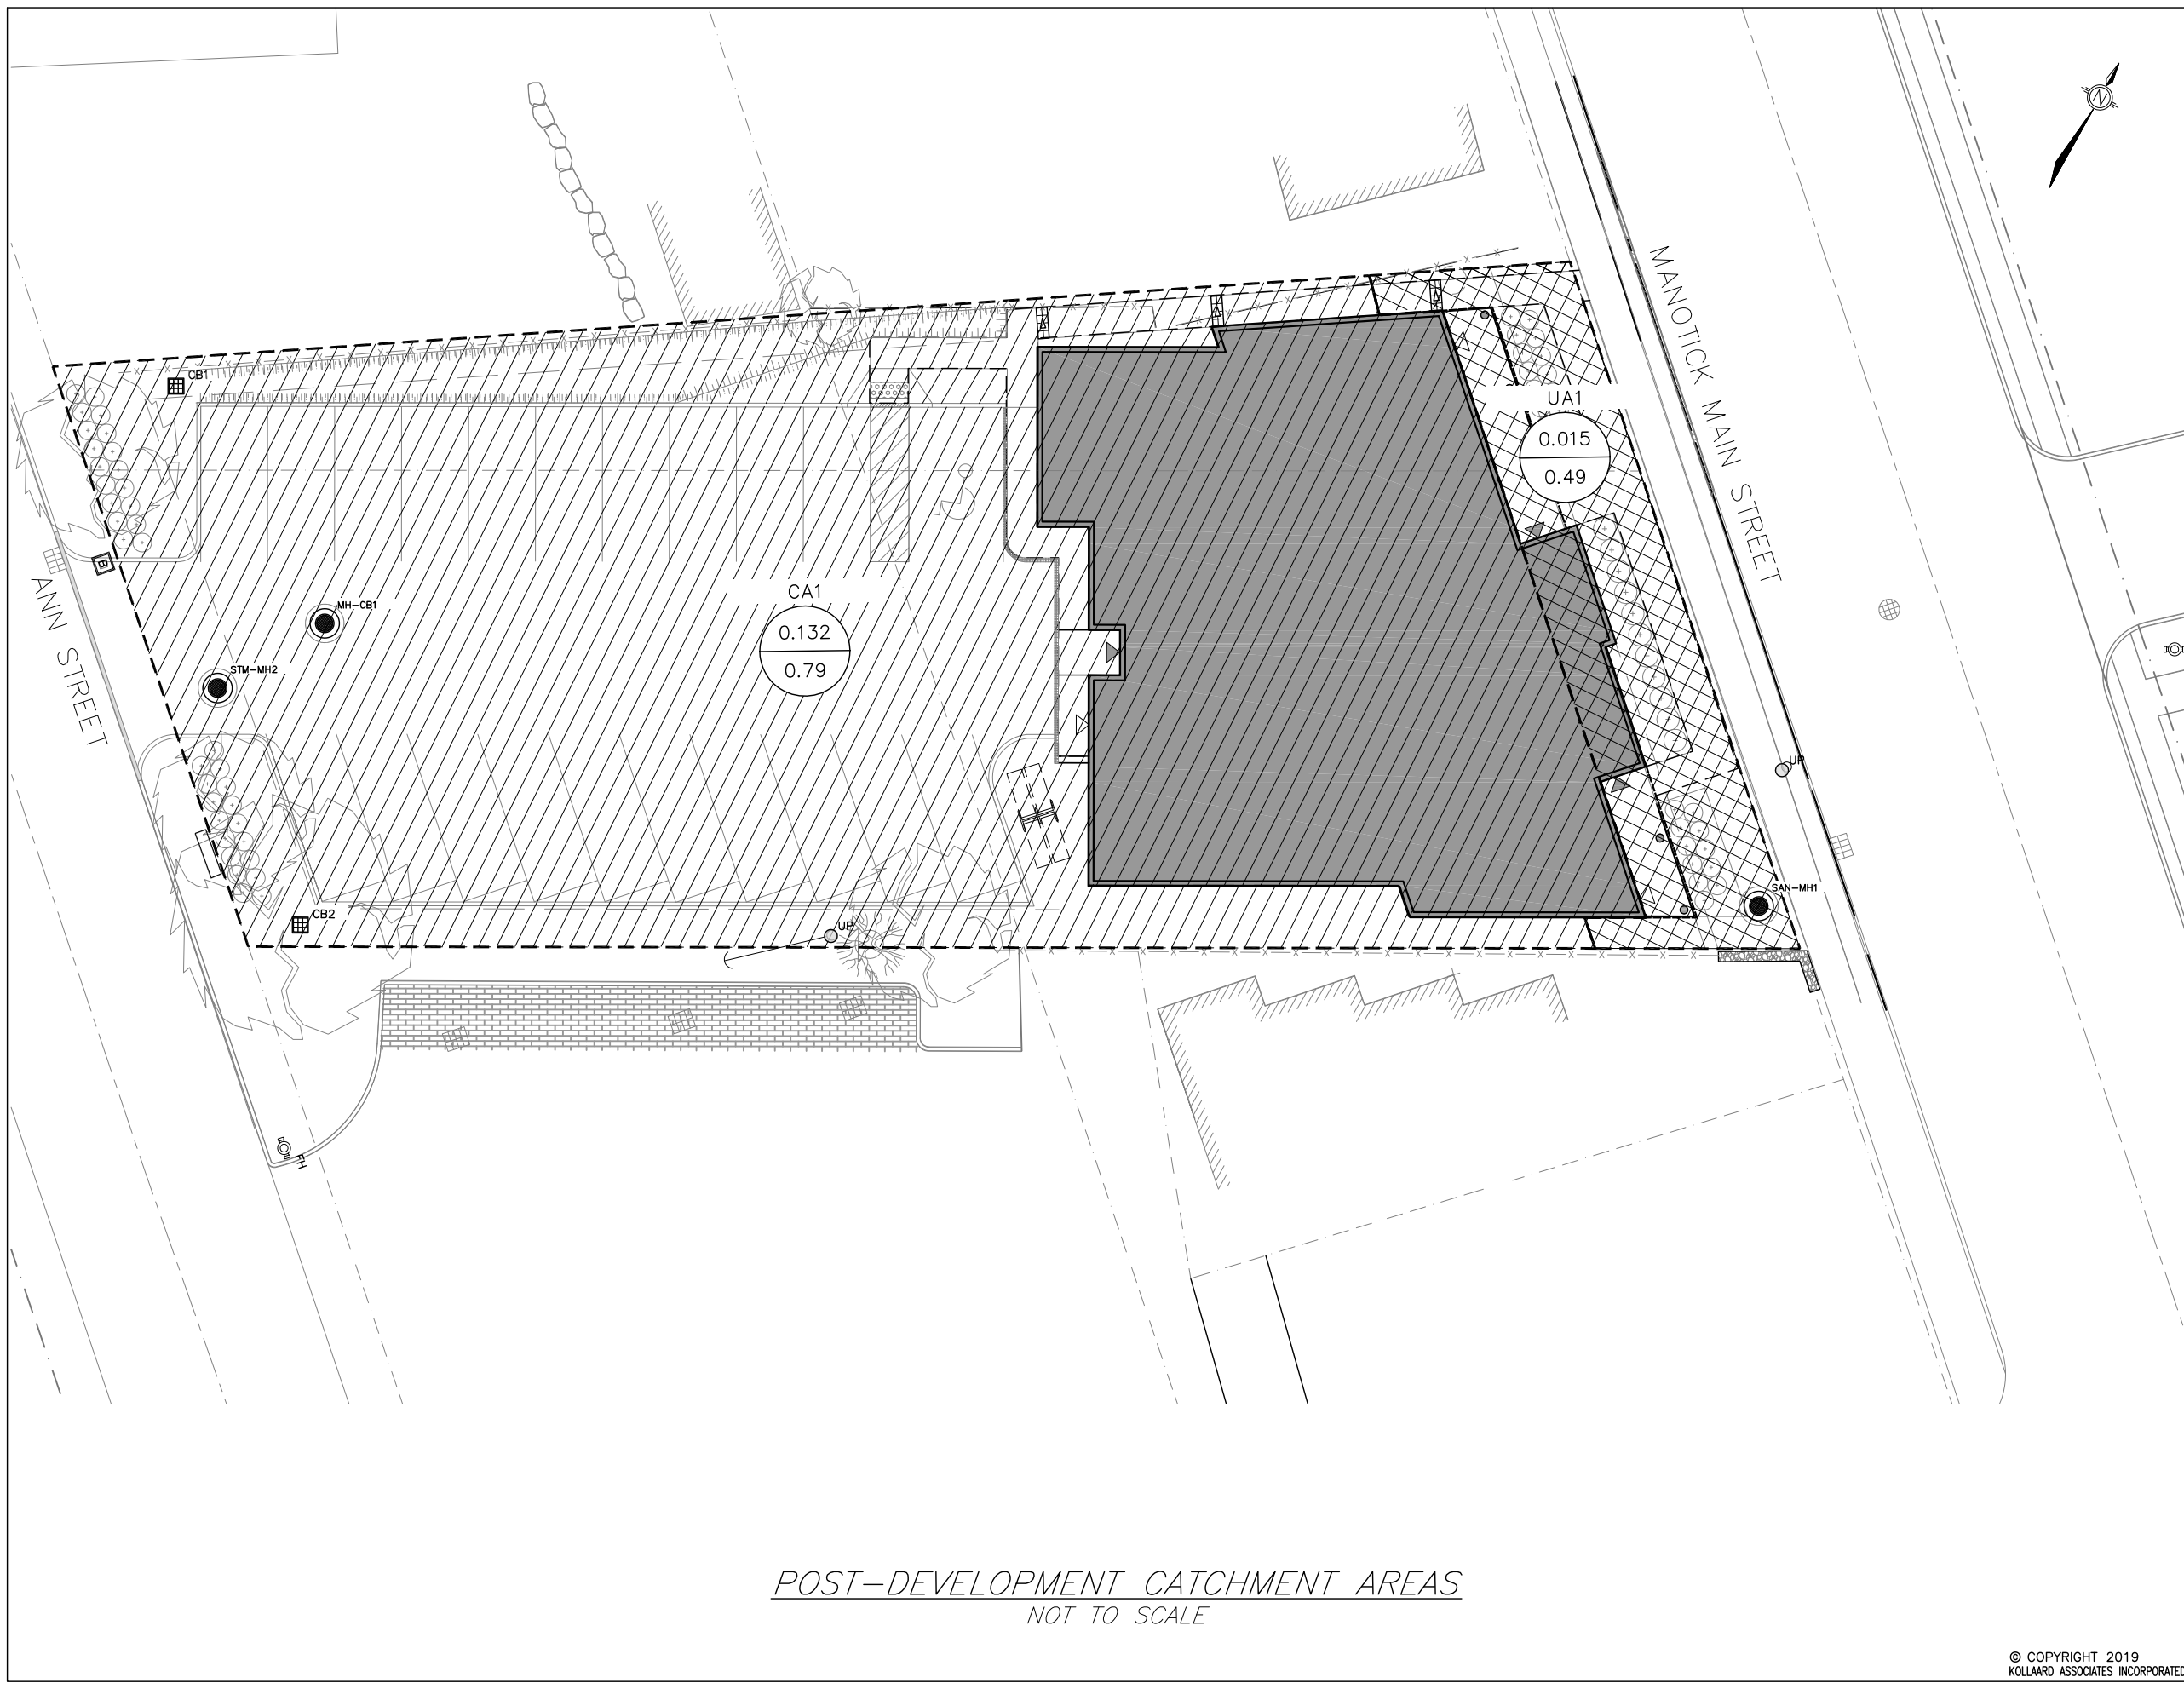 N
MANOTICK MAIN STREET
CB1
UA1
0.015
0.49
B
ANN STREET
CA1
0.132
0.79
MH-CB1
STM-MH2
UP
SAN-MH1
CB2
UP
FH
POST-DEVELOPMENT CATCHMENT AREAS
NOT TO SCALE
© COPYRIGHT 2019
KOLLAARD ASSOCIATES INCORPORATED